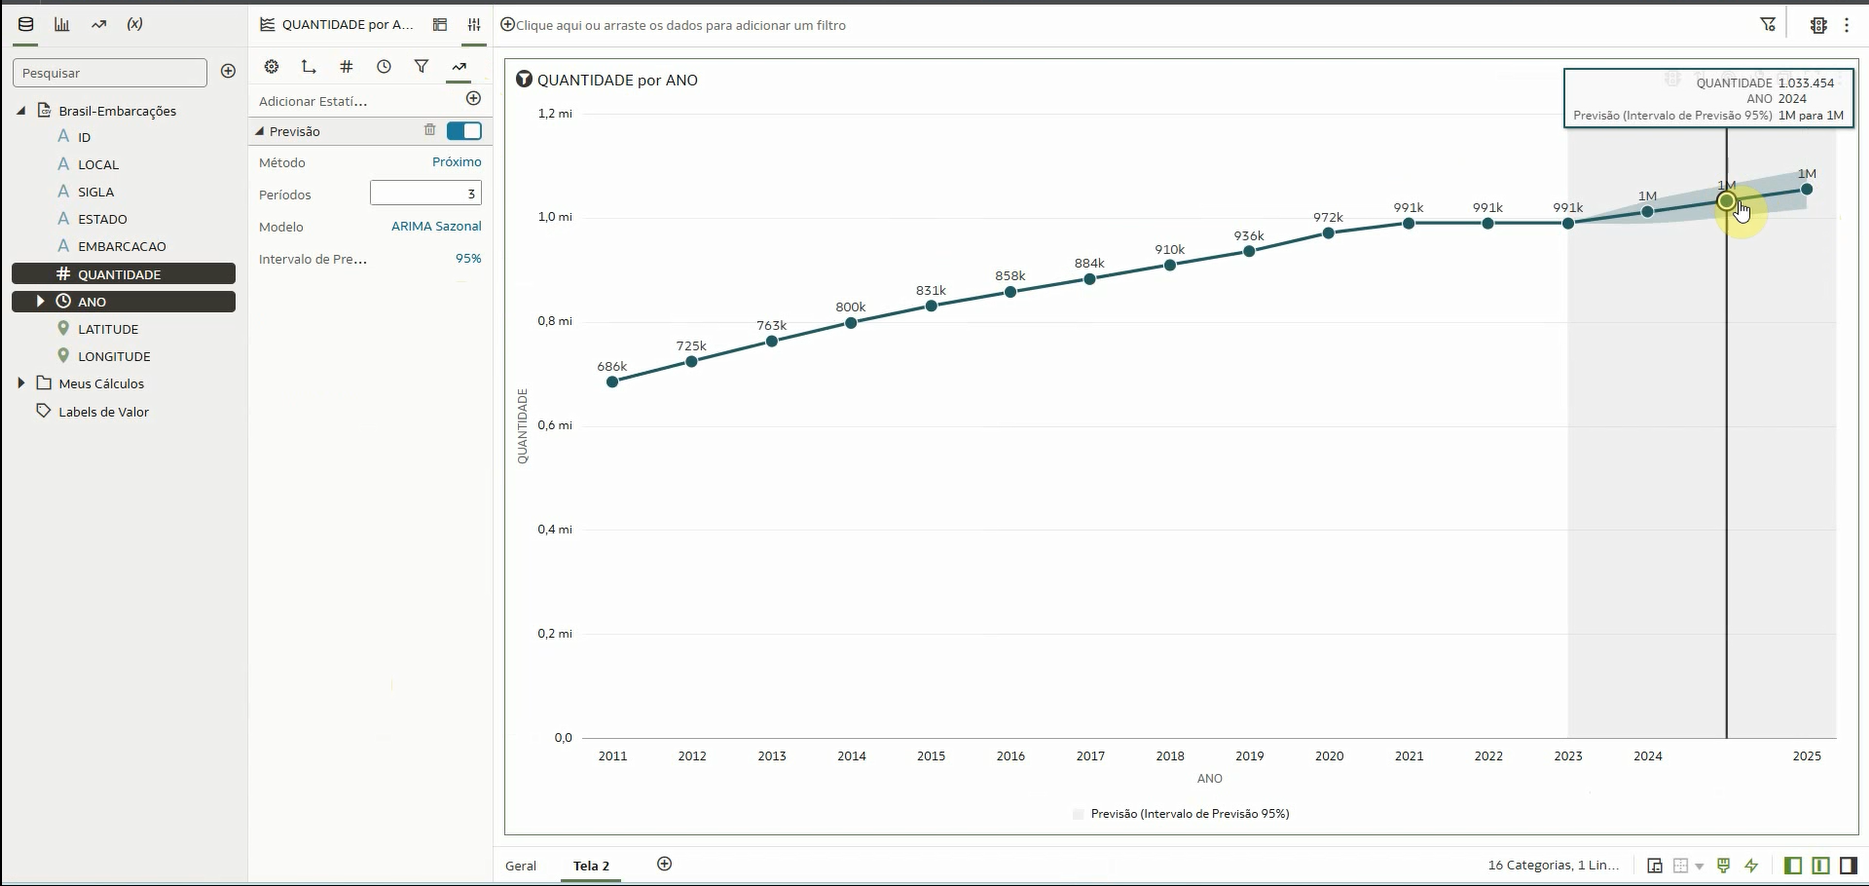 (x)
QUANTIDADE por A...
Clique aqui ou arraste os dados para adicionar um filtro
Pesquisar
Brasil-Embarcações
A ID
A LOCAL
A SIGLA
A ESTADO
A EMBARCACAO
# QUANTIDADE
ANO
LATITUDE
LONGITUDE
Meus Cálculos
Labels de Valor
#
Adicionar Estatí...
Previsão
Método Próximo
Períodos 3
Modelo ARIMA Sazonal
Intervalo de Pre... 95%
QUANTIDADE por ANO
QUANTIDADE 1.033.454
ANO 2024
Previsão (Intervalo de Previsão 95%) 1M para 1M
1,2 mi
1,0 mi
0,8 mi
0,6 mi
0,4 mi
0,2 mi
0,0
QUANTIDADE
686k
725k
763k
800k
831k
858k
884k
910k
936k
972k
991k
991k
991k
1M
1M
1M
2011 2012 2013 2014 2015 2016 2017 2018 2019 2020 2021 2022 2023 2024 2025
ANO
Previsão (Intervalo de Previsão 95%)
Geral Tela 2
16 Categorias, 1 Lin...